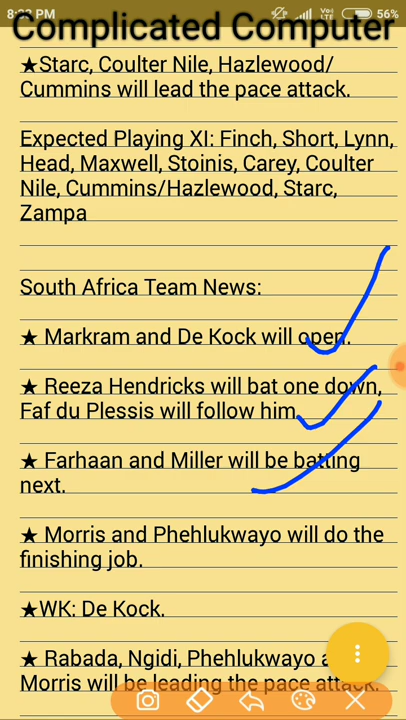 8:22 PM
56%
Complicated Computer
★Starc, Coulter Nile, Hazlewood/
Cummins will lead the pace attack.
Expected Playing XI: Finch, Short, Lynn,
Head, Maxwell, Stoinis, Carey, Coulter
Nile, Cummins/Hazlewood, Starc,
Zampa
South Africa Team News:
★ Markram and De Kock will open.
★ Reeza Hendricks will bat one down,
Faf du Plessis will follow him.
★ Farhaan and Miller will be batting
next.
★ Morris and Phehlukwayo will do the
finishing job.
★WK: De Kock.
★ Rabada, Ngidi, Phehlukwayo
Morris will be leading the pace attack.